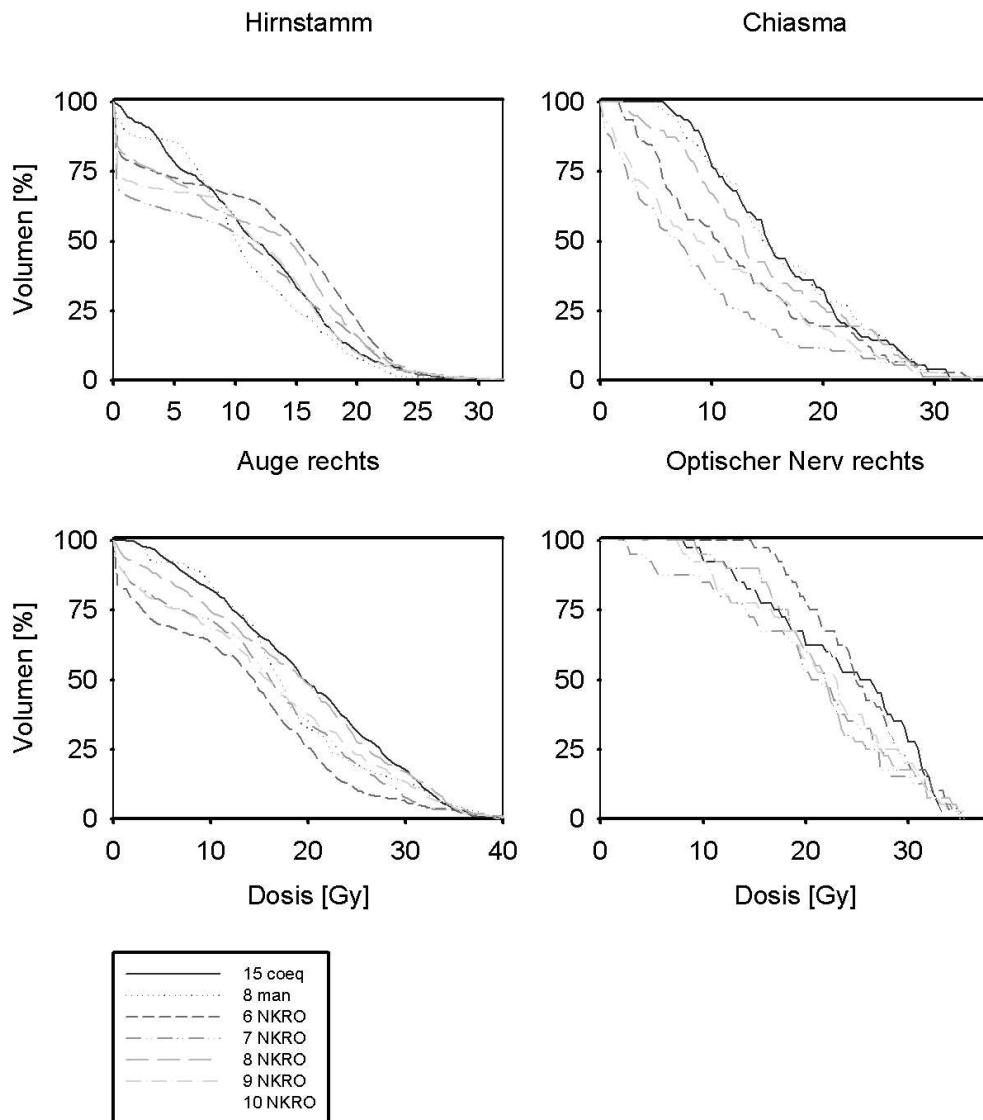 Hirnstamm
Chiasma
Volumen [%]
100
75
50
25
0
0 5 10 15 20 25 30
100
75
50
25
0
0 10 20 30
Auge rechts
Optischer Nerv rechts
Volumen [%]
100
75
50
25
0
0 10 20 30 40
Dosis [Gy]
100
75
50
25
0
0 10 20 30
Dosis [Gy]
15 coeq
8 man
6 NKRO
7 NKRO
8 NKRO
9 NKRO
10 NKRO